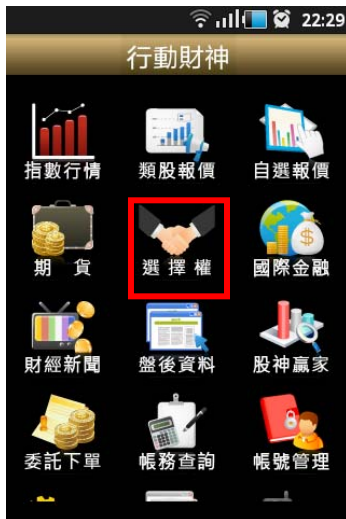 22:29
行動財神
指數行情 類股報價 自選報價
期 貨 選擇權 國際金融
財經新聞 盤後資料 股神贏家
委託下單 帳務查詢 帳號管理